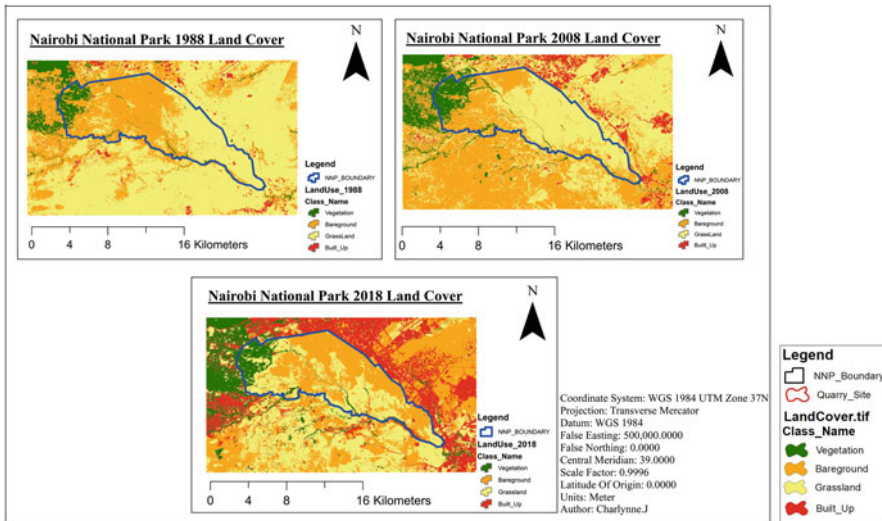 Nairobi National Park 1988 Land Cover
N
Legend
NNP_BOUNDARY
LandUse_1988
Class_Name
Vegetation
Bareground
GrassLand
Built_Up
0 4 8 16 Kilometers
Nairobi National Park 2008 Land Cover
N
Legend
NNP_BOUNDARY
LandUse_2008
Class_Name
Vegetation
Bareground
GrassLand
Built_Up
0 4 8 16 Kilometers
Nairobi National Park 2018 Land Cover
N
Legend
NNP_BOUNDARY
LandUse_2018
Class_Name
Vegetation
Bareground
Grassland
Built_Up
0 4 8 16 Kilometers
Coordinate System: WGS 1984 UTM Zone 37N
Projection: Transverse Mercator
Datum: WGS 1984
False Easting: 500,000.0000
False Northing: 0.0000
Central Meridian: 39.0000
Scale Factor: 0.9996
Latitude Of Origin: 0.0000
Units: Meter
Author: Charlynne.J
Legend
NNP_Boundary
Quarry_Site
LandCover.tif
Class_Name
Vegetation
Bareground
Grassland
Built_Up